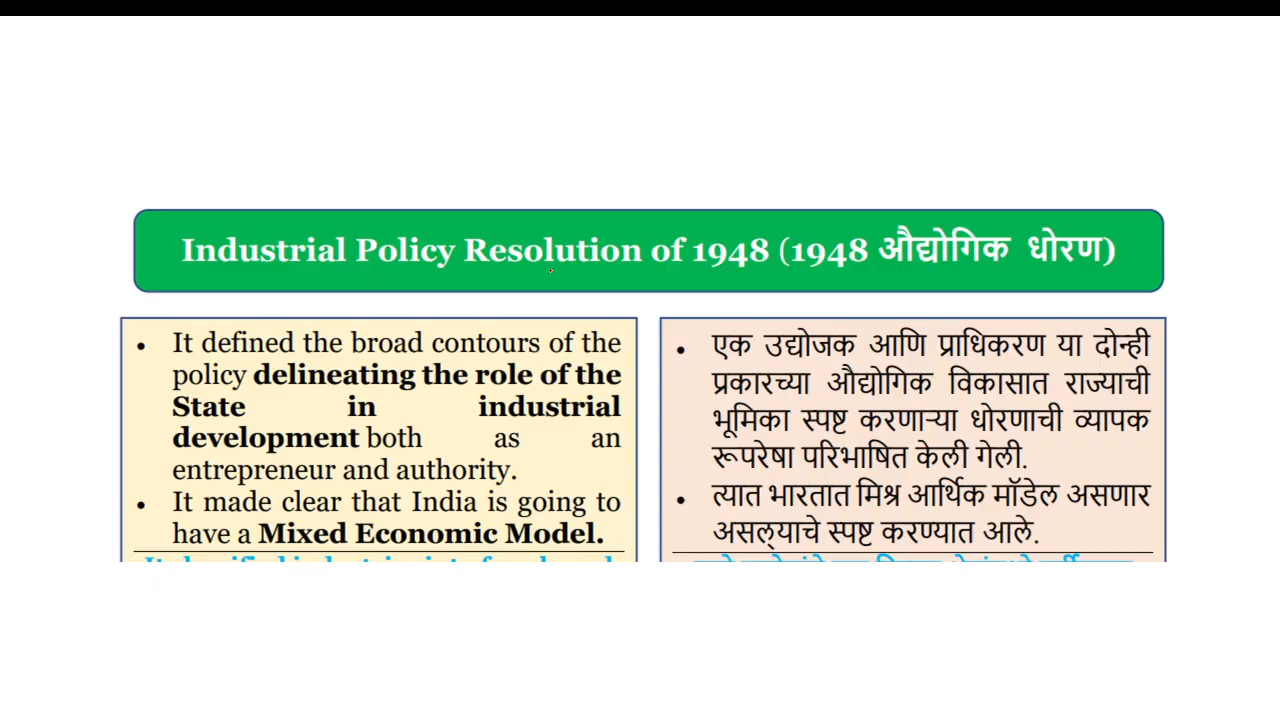 Industrial Policy Resolution of 1948 (1948 औद्योगिक धोरण)
• It defined the broad contours of the
policy delineating the role of the
State in industrial
development both as an
entrepreneur and authority.
• It made clear that India is going to
have a Mixed Economic Model.
• एक उद्योजक आणि प्राधिकरण या दोन्ही
प्रकारच्या औद्योगिक विकासात राज्याची
भूमिका स्पष्ट करणाऱ्या धोरणाची व्यापक
रूपरेषा परिभाषित केली गेली.
• त्यात भारतात मिश्र आर्थिक मॉडेल असणार
असल्याचे स्पष्ट करण्यात आले.